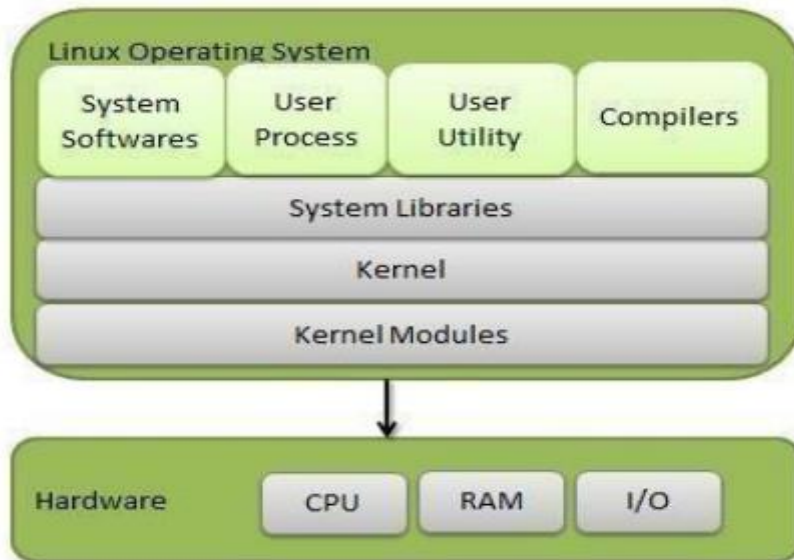 Linux Operating System
System
Softwares
User
Process
User
Utility
Compilers
System Libraries
Kernel
Kernel Modules
Hardware
CPU
RAM
I/O